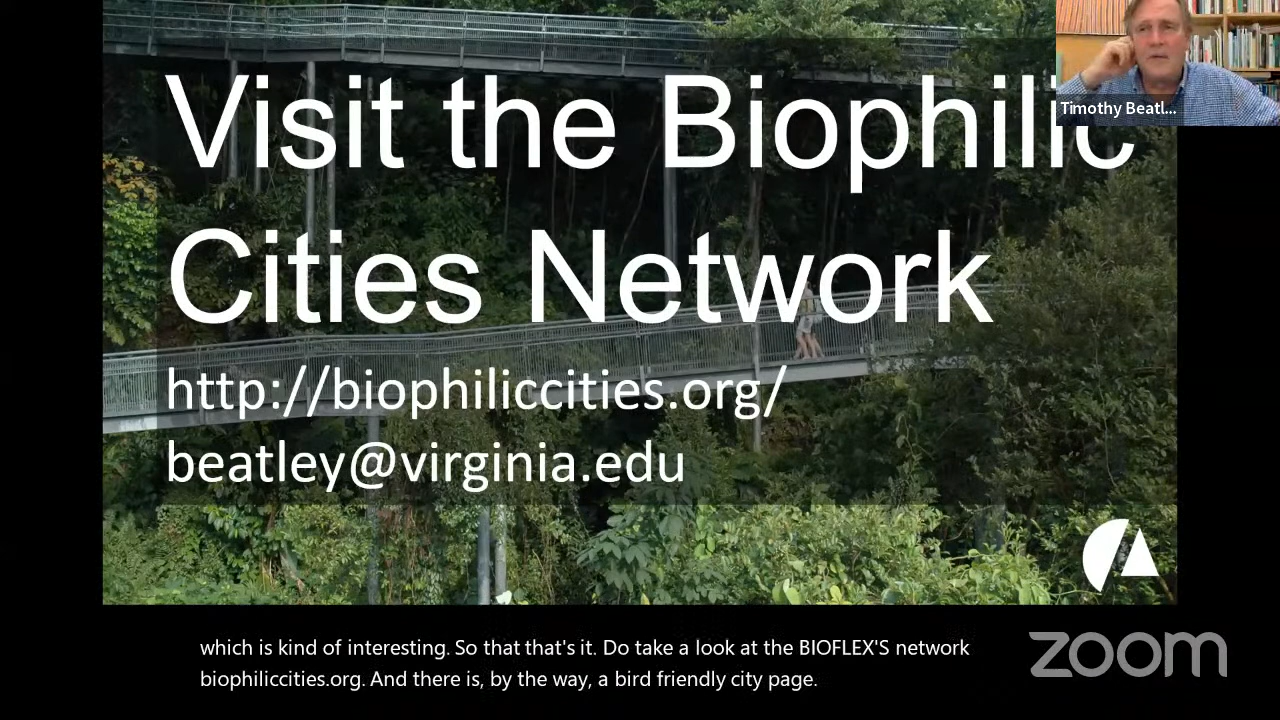 Visit the Biophilic
Cities Network
http://biophiliccities.org/
beatley@virginia.edu
Timothy Beatl...
which is kind of interesting. So that that's it. Do take a look at the BIOFLEX'S network
biophiliccities.org. And there is, by the way, a bird friendly city page.
zoom